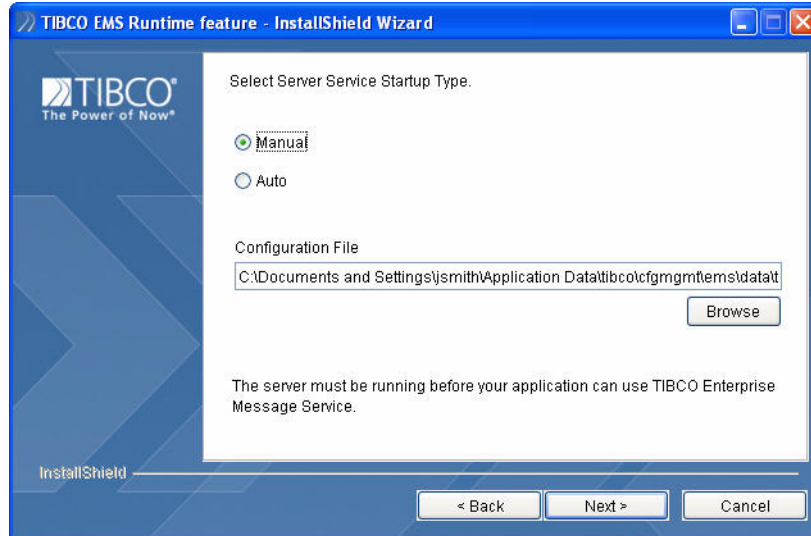 TIBCO EMS Runtime feature - InstallShield Wizard
TIBCO®
The Power of Now®
Select Server Service Startup Type.
Manual
Auto
Configuration File
C:\Documents and Settings\jsmith\Application Data\tibco\cfgmgmt\ems\data\t
Browse
The server must be running before your application can use TIBCO Enterprise
Message Service.
InstallShield
< Back
Next >
Cancel